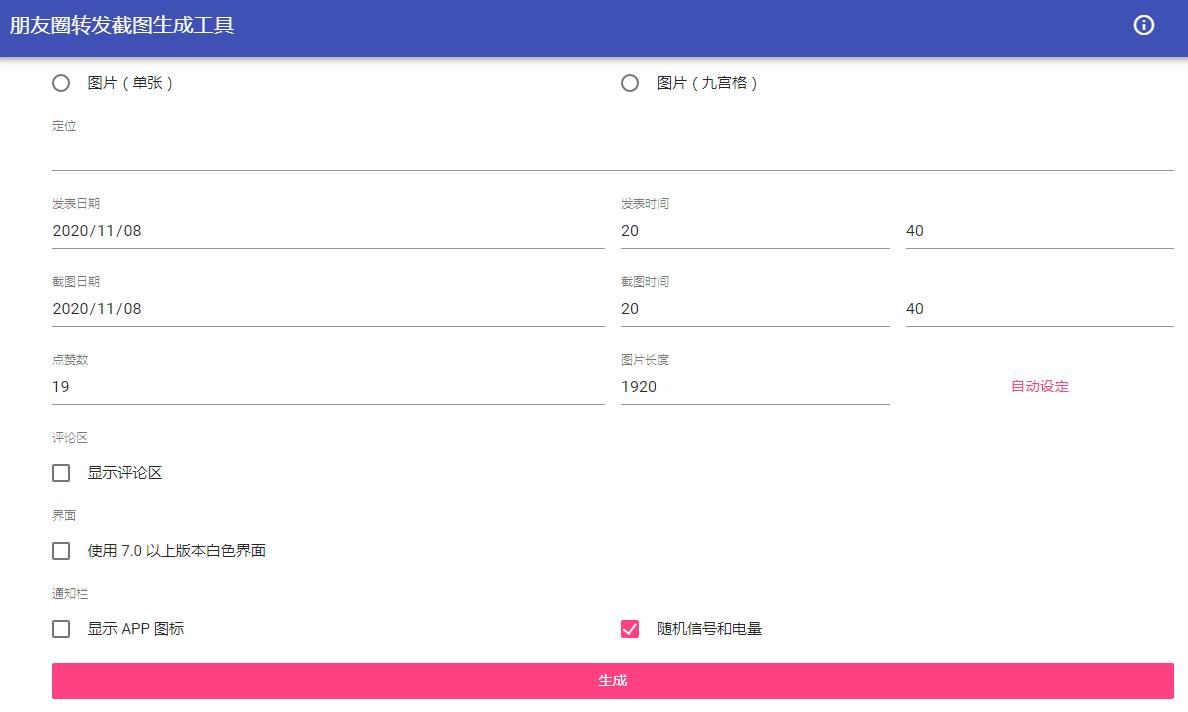 朋友圈转发截图生成工具
图片（单张） 图片（九宫格）
定位
发表日期 发表时间
2020/11/08 20 40
截图日期 截图时间
2020/11/08 20 40
点赞数 图片长度
19 1920 自动设定
评论区
显示评论区
界面
使用 7.0 以上版本白色界面
通知栏
显示 APP 图标 随机信号和电量
生成